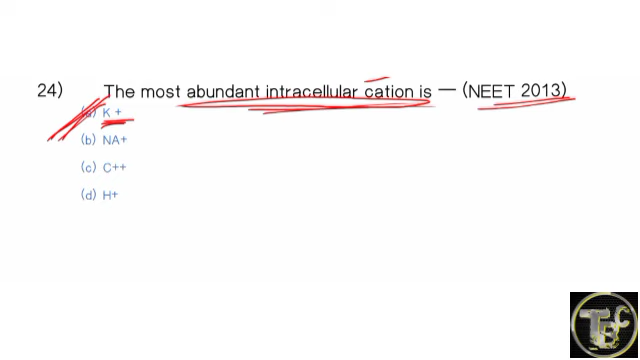 24) The most abundant intracellular cation is — (NEET 2013)
(a) K +
(b) NA+
(c) C++
(d) H+